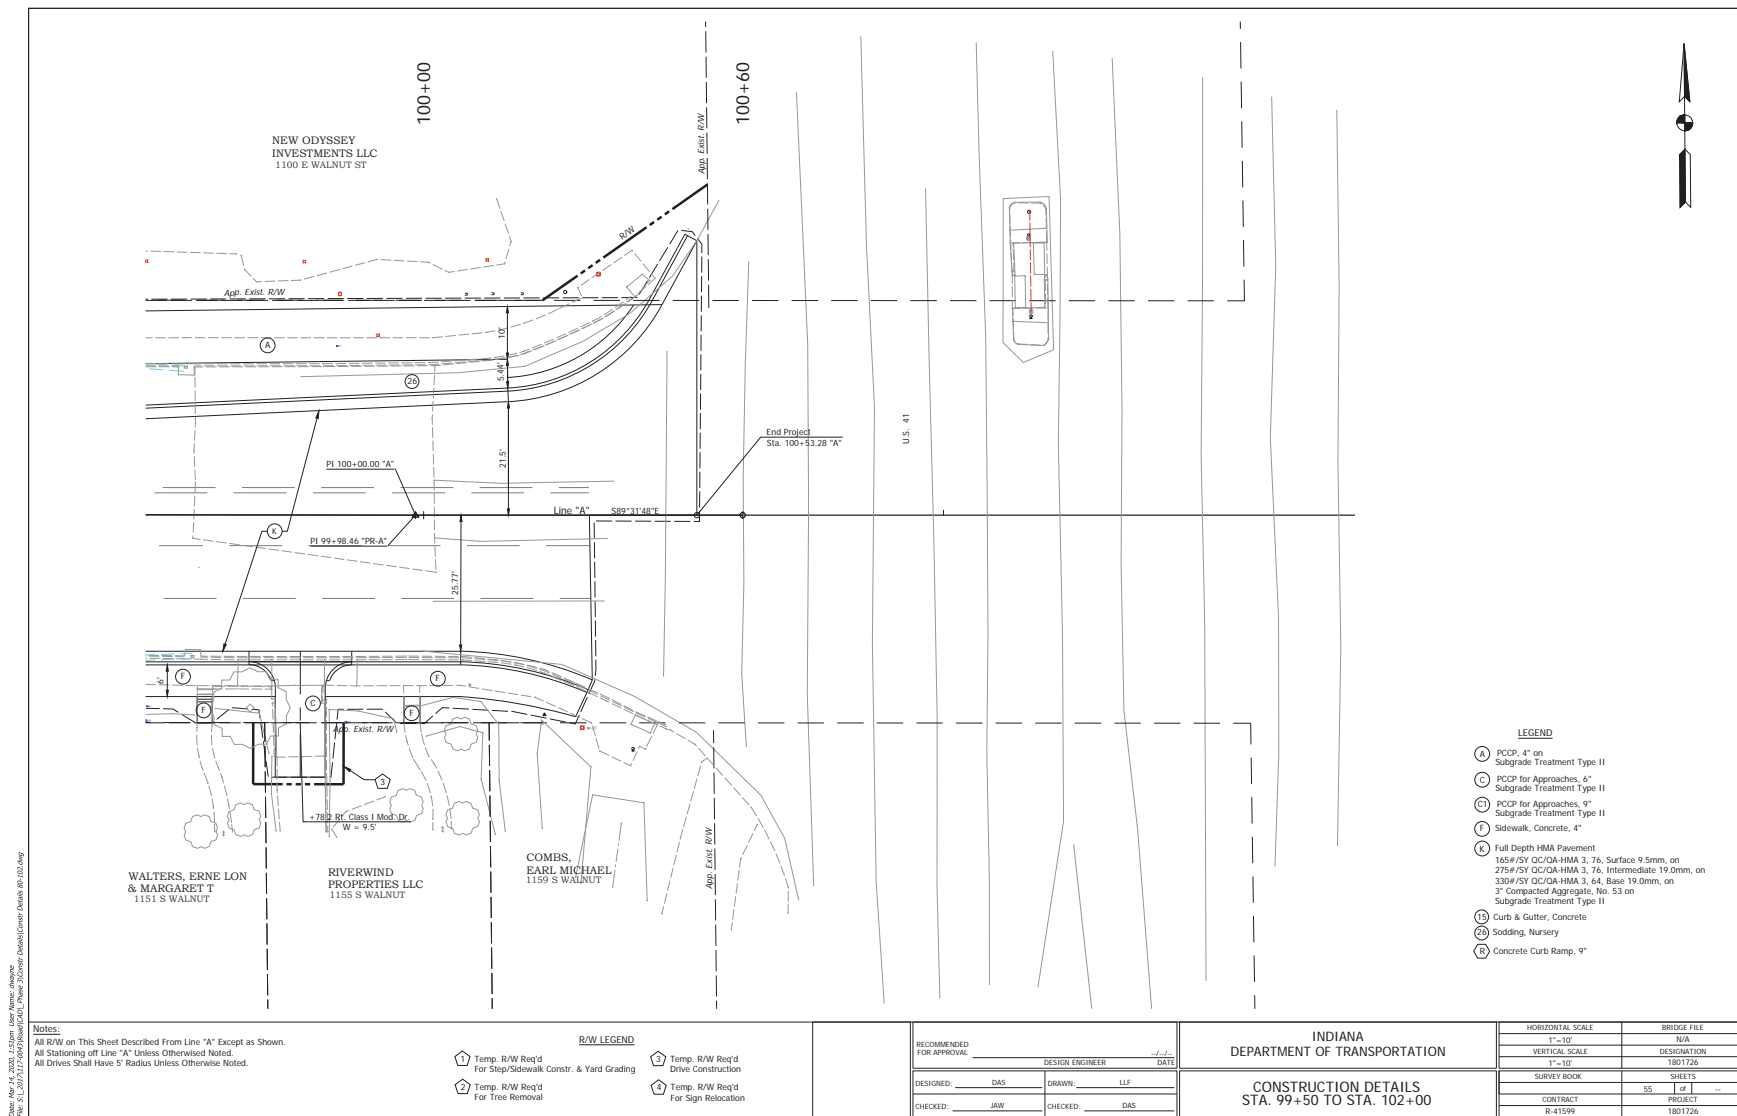 100+00
100+60
App. Exist. R/W
NEW ODYSSEY
INVESTMENTS LLC
1100 E WALNUT ST
R/W
App. Exist. R/W
10'
A
5.44'
26
U.S. 41
End Project
Sta. 100+53.28 "A"
21.5'
PI 100+00.00 "A"
Line "A"
S89°31'48"E
K
PI 99+98.46 "PR-A"
25.77'
6'
F
F
C
F
F
App. Exist. R/W
3
+78.2 Rt. Class I Mod. Dr.
W = 9.5'
App. Exist. R/W
WALTERS, ERNE LON
& MARGARET T
1151 S WALNUT
RIVERWIND
PROPERTIES LLC
1155 S WALNUT
COMBS,
EARL MICHAEL
1159 S WALNUT
LEGEND
A PCCP, 4" on
Subgrade Treatment Type II
C PCCP for Approaches, 6"
Subgrade Treatment Type II
C1 PCCP for Approaches, 9"
Subgrade Treatment Type II
F Sidewalk, Concrete, 4"
K Full Depth HMA Pavement
165#/SY QC/QA-HMA 3, 76, Surface 9.5mm, on
275#/SY QC/QA-HMA 3, 76, Intermediate 19.0mm, on
330#/SY QC/QA-HMA 3, 64, Base 19.0mm, on
3" Compacted Aggregate, No. 53 on
Subgrade Treatment Type II
15 Curb & Gutter, Concrete
26 Sodding, Nursery
R Concrete Curb Ramp, 9"
Notes:
All R/W on This Sheet Described From Line "A" Except as Shown.
All Stationing off Line "A" Unless Otherwised Noted.
All Drives Shall Have 5' Radius Unless Otherwise Noted.
R/W LEGEND
1 Temp. R/W Req'd
For Step/Sidewalk Constr. & Yard Grading
2 Temp. R/W Req'd
For Tree Removal
3 Temp. R/W Req'd
Drive Construction
4 Temp. R/W Req'd
For Sign Relocation
RECOMMENDED
FOR APPROVAL
--/--/--
DESIGN ENGINEER DATE
DESIGNED: DAS DRAWN: LLF
CHECKED: JAW CHECKED: DAS
INDIANA
DEPARTMENT OF TRANSPORTATION
CONSTRUCTION DETAILS
STA. 99+50 TO STA. 102+00
HORIZONTAL SCALE BRIDGE FILE
1"=10' N/A
VERTICAL SCALE DESIGNATION
1"=10' 1801726
SURVEY BOOK SHEETS
55 of --
CONTRACT PROJECT
R-41599 1801726